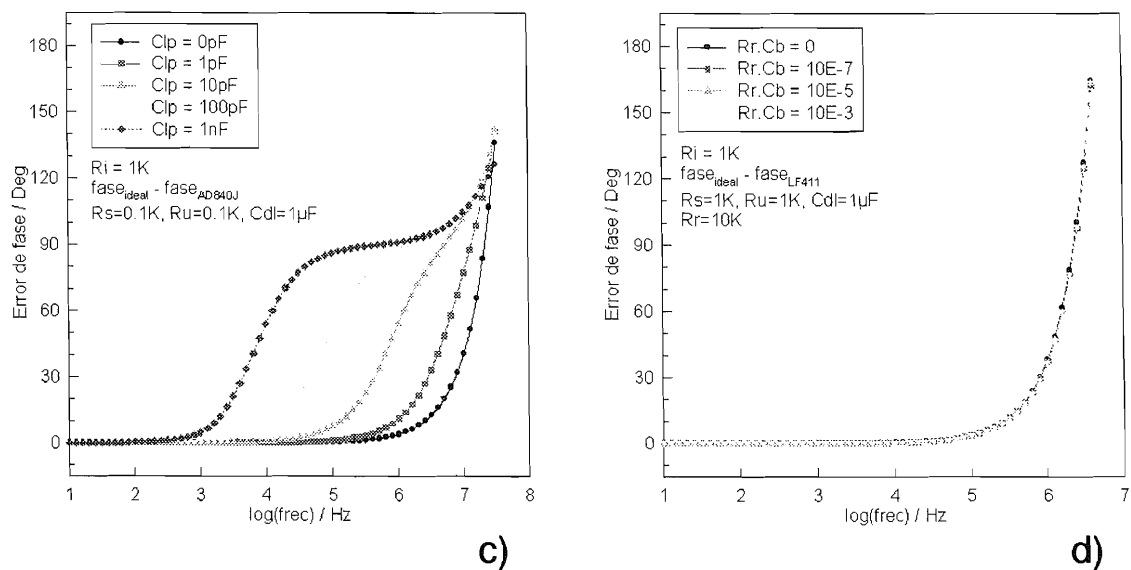 180
150
120
90
60
30
0
Error de fase / Deg
Clp = 0pF
Clp = 1pF
Clp = 10pF
Clp = 100pF
Clp = 1nF
Ri = 1K
fase_ideal - fase_AD840J
Rs=0.1K, Ru=0.1K, Cdl=1µF
1 2 3 4 5 6 7 8
log(frec) / Hz
c)
180
150
120
90
60
30
0
Error de fase / Deg
Rr.Cb = 0
Rr.Cb = 10E-7
Rr.Cb = 10E-5
Rr.Cb = 10E-3
Ri = 1K
fase_ideal - fase_LF411
Rs=1K, Ru=1K, Cdl=1µF
Rr=10K
1 2 3 4 5 6 7
log(frec) / Hz
d)